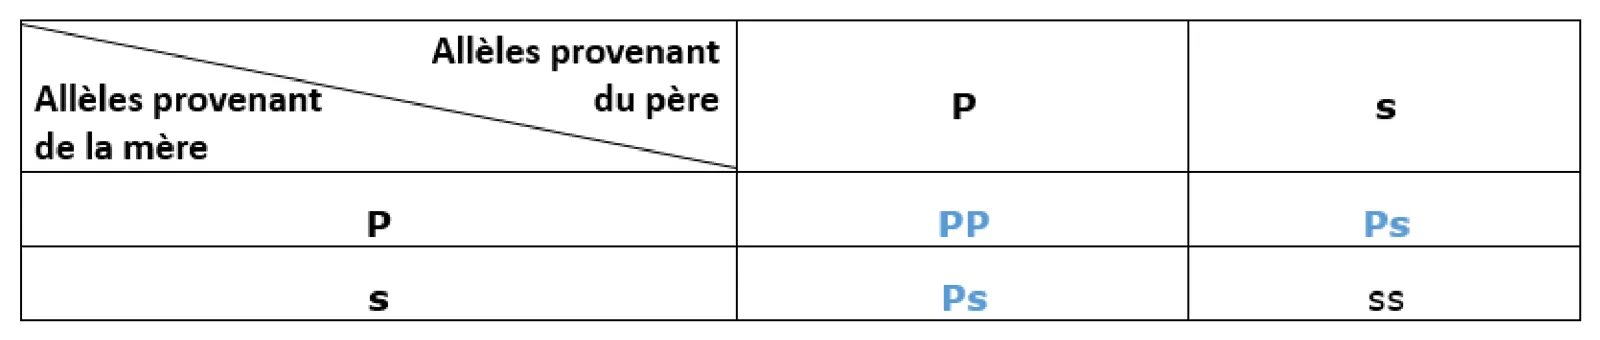 Allèles provenant
du père
Allèles provenant
de la mère
P
s
P
PP
Ps
s
Ps
ss